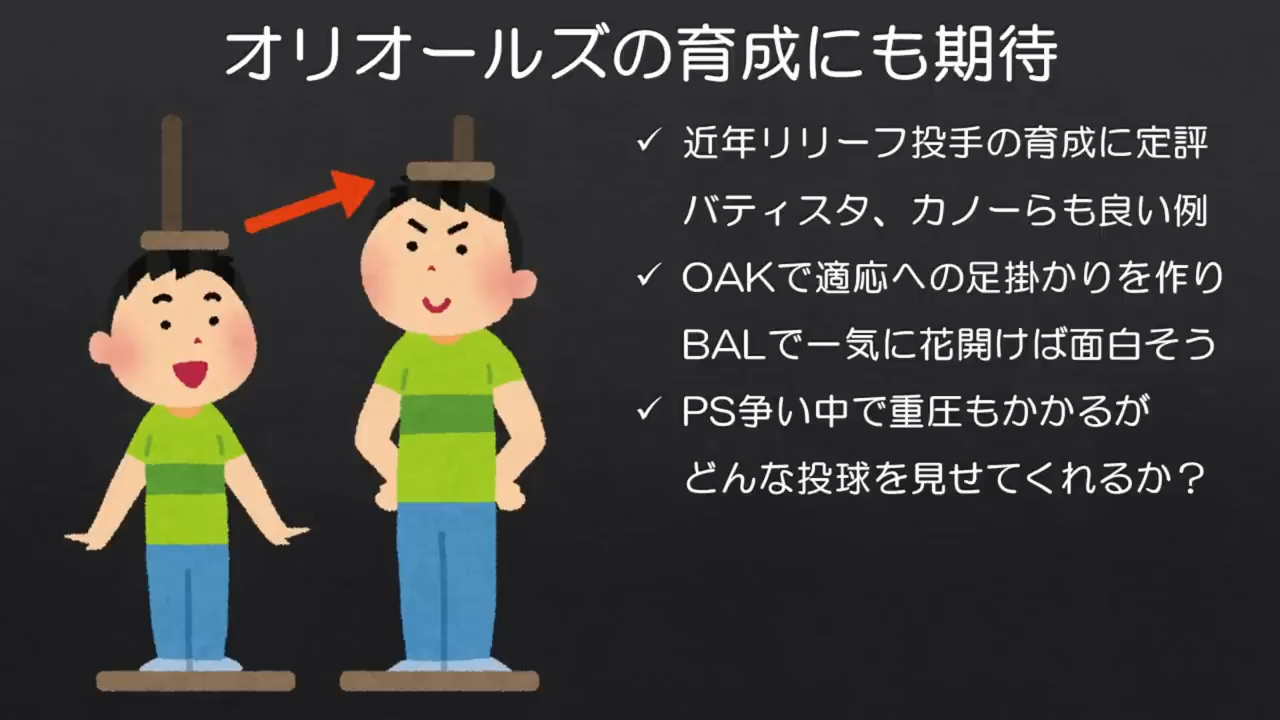 オリオールズの育成にも期待
✓ 近年リリーフ投手の育成に定評
バティスタ、カノーらも良い例
✓ OAKで適応への足掛かりを作り
BALで一気に花開けば面白そう
✓ PS争い中で重圧もかかるが
どんな投球を見せてくれるか？